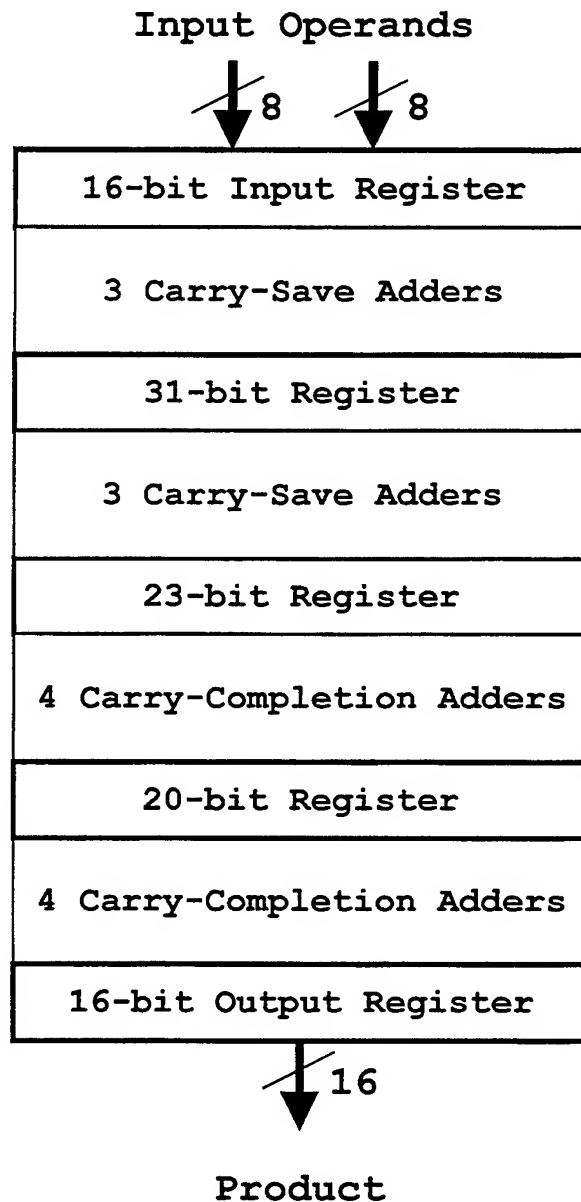 Input Operands
8 8
16-bit Input Register
3 Carry-Save Adders
31-bit Register
3 Carry-Save Adders
23-bit Register
4 Carry-Completion Adders
20-bit Register
4 Carry-Completion Adders
16-bit Output Register
16
Product